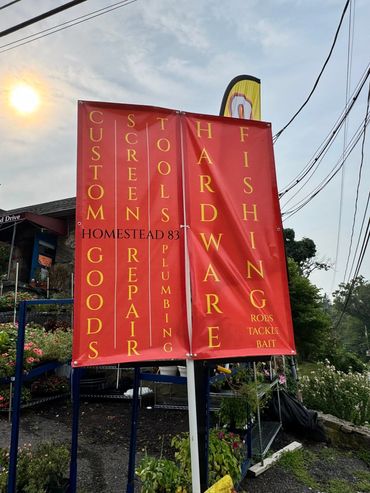 CUSTOM GOODS
SCREEN REPAIR
TOOLS PLUMBING
HOMESTEAD 83
HARDWARE
FISHING
RODS
TACKLE
BAIT
d Drive